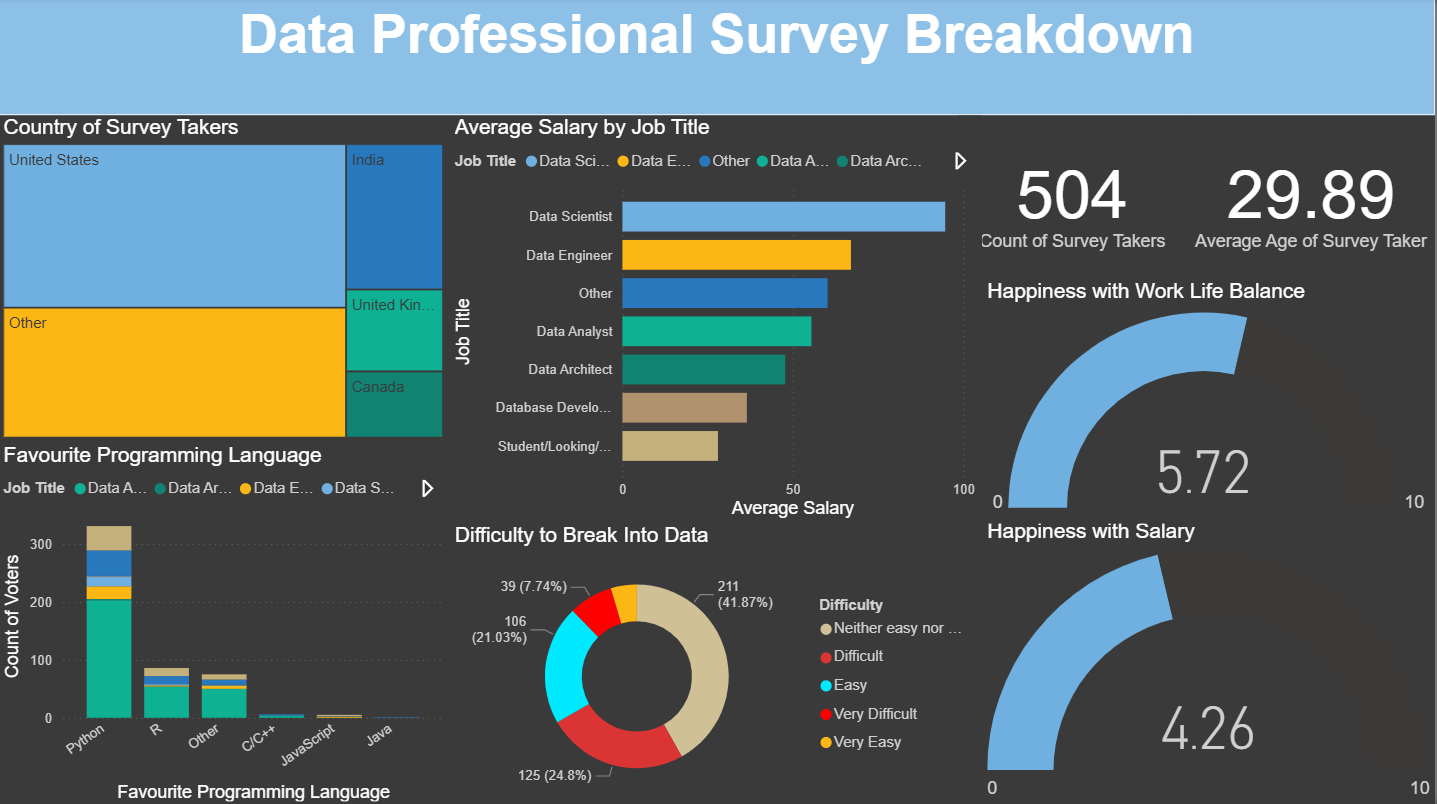 Data Professional Survey Breakdown
Country of Survey Takers
United States
India
Other
United Kin...
Canada
Average Salary by Job Title
Job Title Data Sci... Data E... Other Data A... Data Arc...
Job Title
Data Scientist
Data Engineer
Other
Data Analyst
Data Architect
Database Develo...
Student/Looking/...
0 50 100
Average Salary
504
Count of Survey Takers
29.89
Average Age of Survey Taker
Happiness with Work Life Balance
5.72
0 10
Happiness with Salary
4.26
0 10
Favourite Programming Language
Job Title Data A... Data Ar... Data E... Data S...
Count of Voters
300
200
100
0
Python R Other C/C++ JavaScript Java
Favourite Programming Language
Difficulty to Break Into Data
39 (7.74%)
211
(41.87%)
106
(21.03%)
125 (24.8%)
Difficulty
Neither easy nor ...
Difficult
Easy
Very Difficult
Very Easy